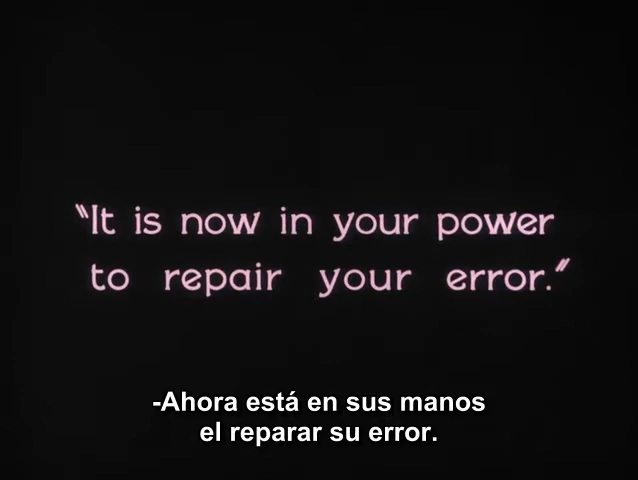 "It is now in your power
to repair your error."
-Ahora está en sus manos
el reparar su error.